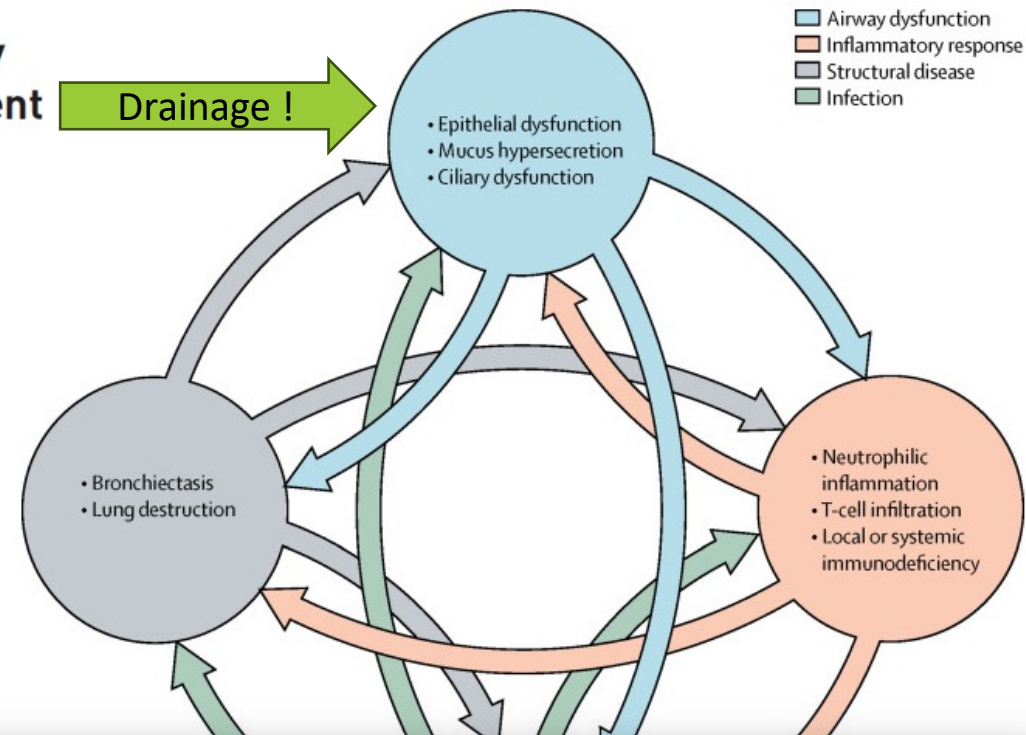 Drainage !
Airway dysfunction
Inflammatory response
Structural disease
Infection
• Epithelial dysfunction
• Mucus hypersecretion
• Ciliary dysfunction
• Bronchiectasis
• Lung destruction
• Neutrophilic
inflammation
• T-cell infiltration
• Local or systemic
immunodeficiency